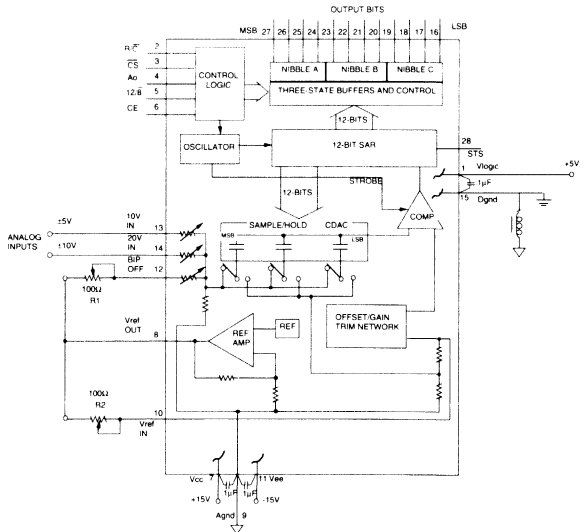 OUTPUT BITS
MSB 27 26 25 24 23 22 21 20 19 18 17 16 LSB
R/C 2
CS 3
Ao 4
12/8 5
CE 6
CONTROL LOGIC
NIBBLE A NIBBLE B NIBBLE C
THREE-STATE BUFFERS AND CONTROL
12-BITS
OSCILLATOR
12-BIT SAR
28
STS
1 Vlogic
+5V
1µF
15
Dgnd
12-BITS
STROBE
COMP
SAMPLE/HOLD CDAC
MSB LSB
ANALOG INPUTS
±5V 10V IN 13
±10V 20V IN 14
BIP OFF 12
100Ω
R1
Vref OUT 8
REF AMP
REF
OFFSET/GAIN TRIM NETWORK
100Ω
R2
Vref IN
10
Vcc 7 11 Vee
1µF 1µF
+15V -15V
Agnd 9